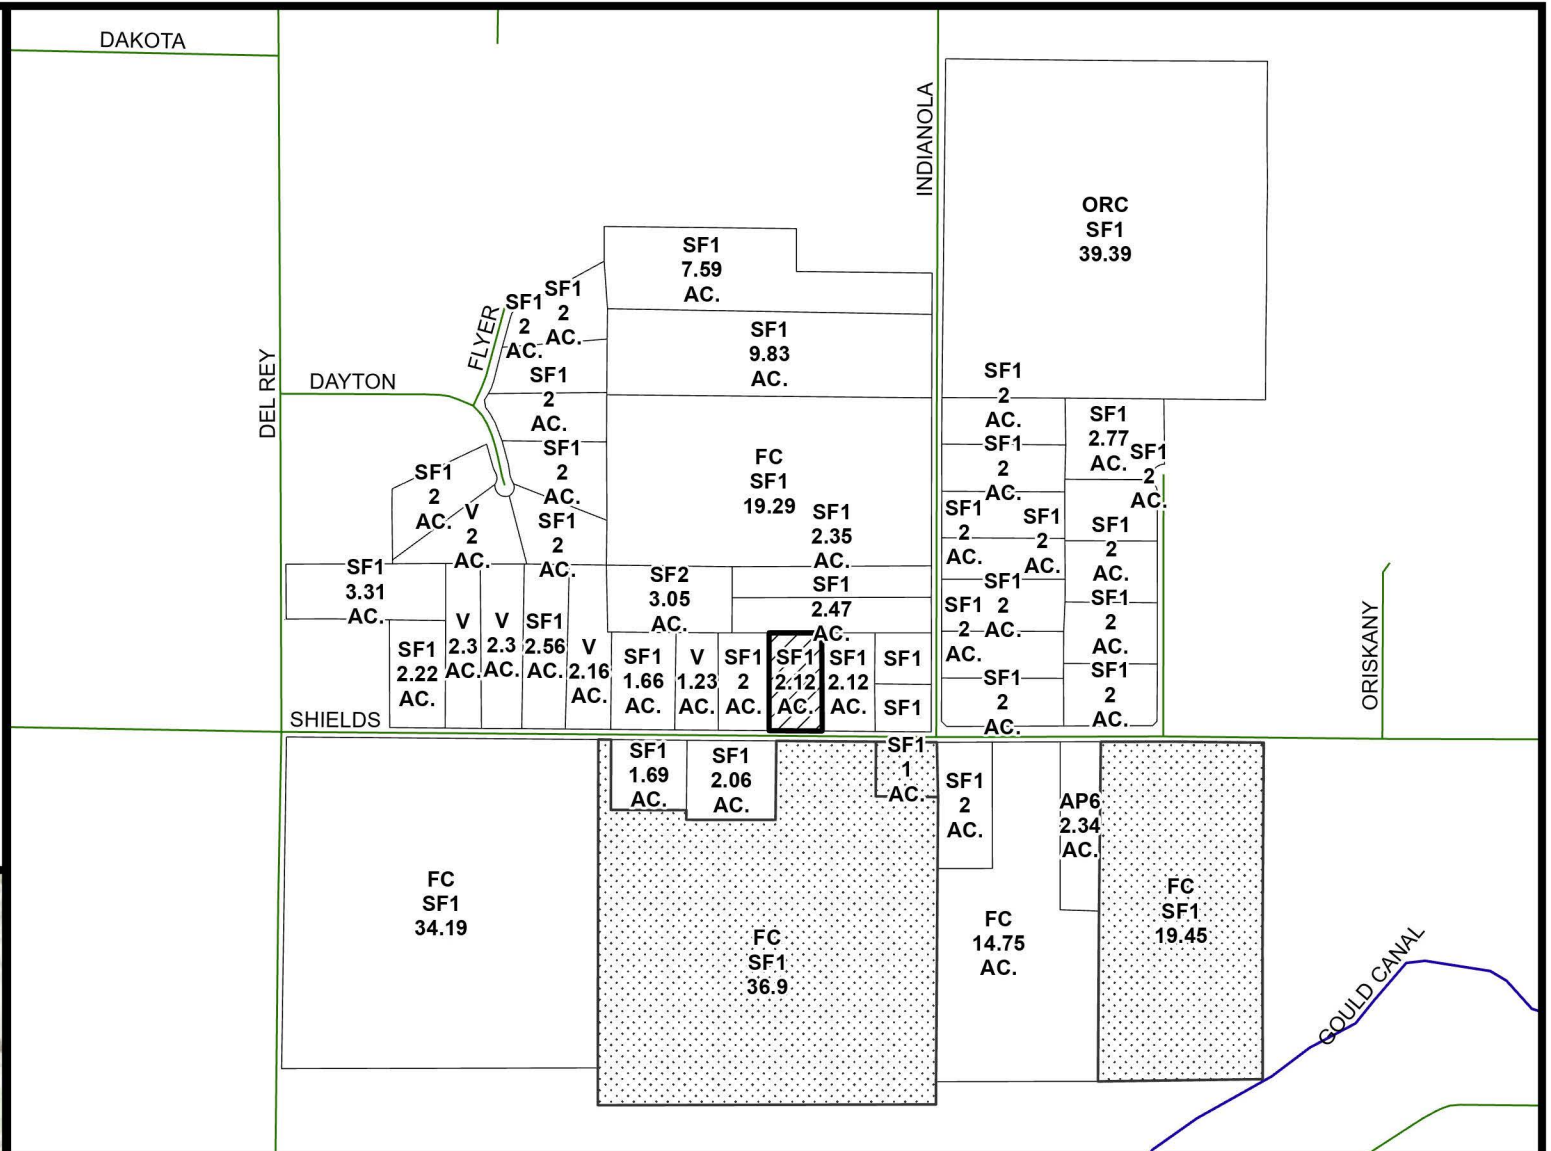 DAKOTA
INDIANOLA
ORC
SF1
39.39
SF1
7.59
AC.
SF1
2
AC.
SF1
2
AC.
FLYER
SF1
9.83
AC.
DEL REY
DAYTON
SF1
2
AC.
SF1
2
AC.
SF1
2.77
AC.
SF1
2
AC.
SF1
2
AC.
FC
SF1
19.29
SF1
2
AC.
SF1
2
AC.
V
2
AC.
SF1
2
AC.
SF1
2.35
AC.
SF1
2
AC.
SF1
2
AC.
SF1
2
AC.
SF1
3.31
AC.
SF2
3.05
AC.
SF1
2.47
AC.
SF1
2
AC.
SF1
2
AC.
SF1
2
AC.
SF1
2.22
AC.
V
2.3
AC.
V
2.3
AC.
SF1
2.56
AC.
V
2.16
AC.
SF1
1.66
AC.
V
1.23
AC.
SF1
2
AC.
SF1
2.12
AC.
SF1
2.12
AC.
SF1
SF1
SF1
2
AC.
SF1
2
AC.
ORISKANY
SHIELDS
SF1
1.69
AC.
SF1
2.06
AC.
SF1
1
AC.
SF1
2
AC.
AP6
2.34
AC.
FC
SF1
34.19
FC
SF1
36.9
FC
14.75
AC.
FC
SF1
19.45
GOULD CANAL